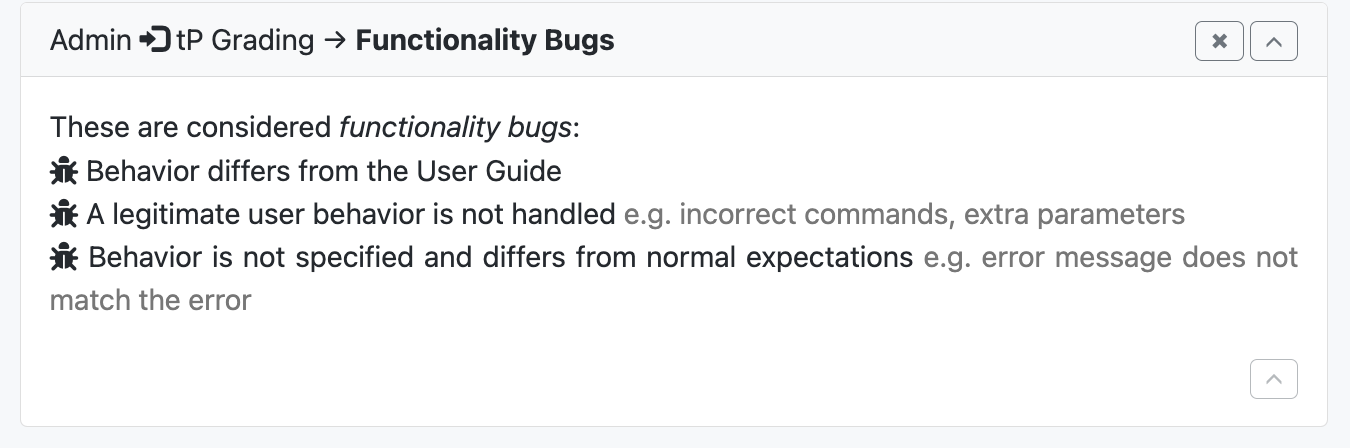 Admin tP Grading → Functionality Bugs
These are considered functionality bugs:
Behavior differs from the User Guide
A legitimate user behavior is not handled e.g. incorrect commands, extra parameters
Behavior is not specified and differs from normal expectations e.g. error message does not
match the error